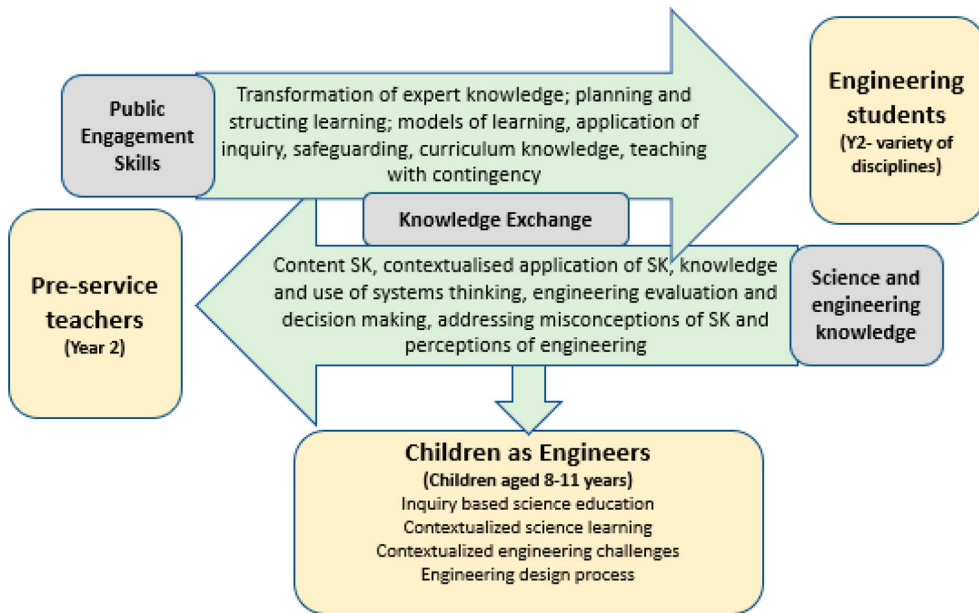 Public
Engagement
Skills
Transformation of expert knowledge; planning and
structing learning; models of learning, application of
inquiry, safeguarding, curriculum knowledge, teaching
with contingency
Engineering
students
(Y2- variety of
disciplines)
Knowledge Exchange
Pre-service
teachers
(Year 2)
Content SK, contextualised application of SK, knowledge
and use of systems thinking, engineering evaluation and
decision making, addressing misconceptions of SK and
perceptions of engineering
Science and
engineering
knowledge
Children as Engineers
(Children aged 8-11 years)
Inquiry based science education
Contextualized science learning
Contextualized engineering challenges
Engineering design process